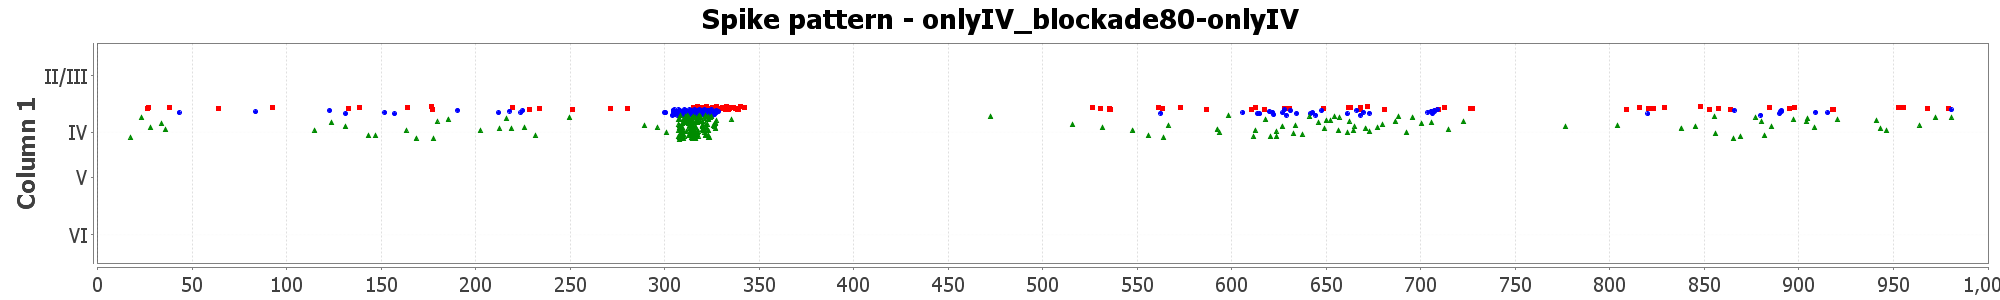 Spike pattern - onlyIV_blockade80-onlyIV
Column 1
II/III
IV
V
VI
0 50 100 150 200 250 300 350 400 450 500 550 600 650 700 750 800 850 900 950 1,00